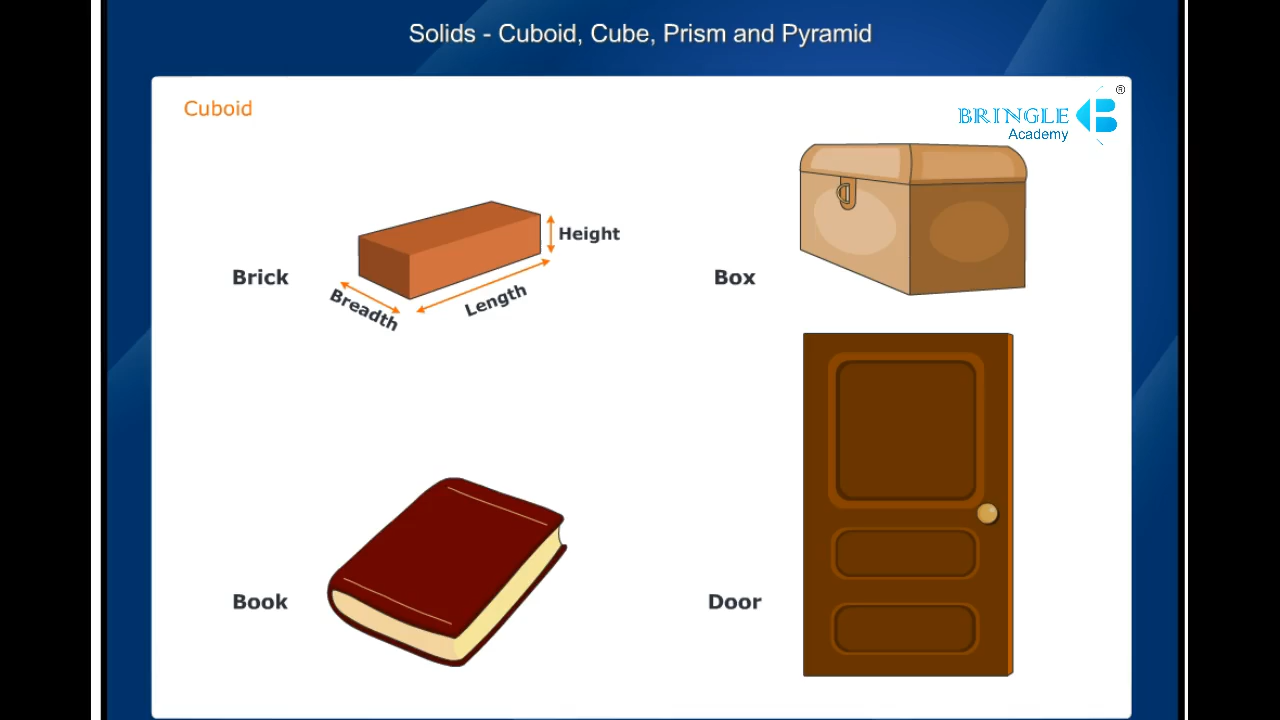 Solids - Cuboid, Cube, Prism and Pyramid
Cuboid
BRINGLE ®
Academy
Brick
Height
Breadth
Length
Box
Book
Door